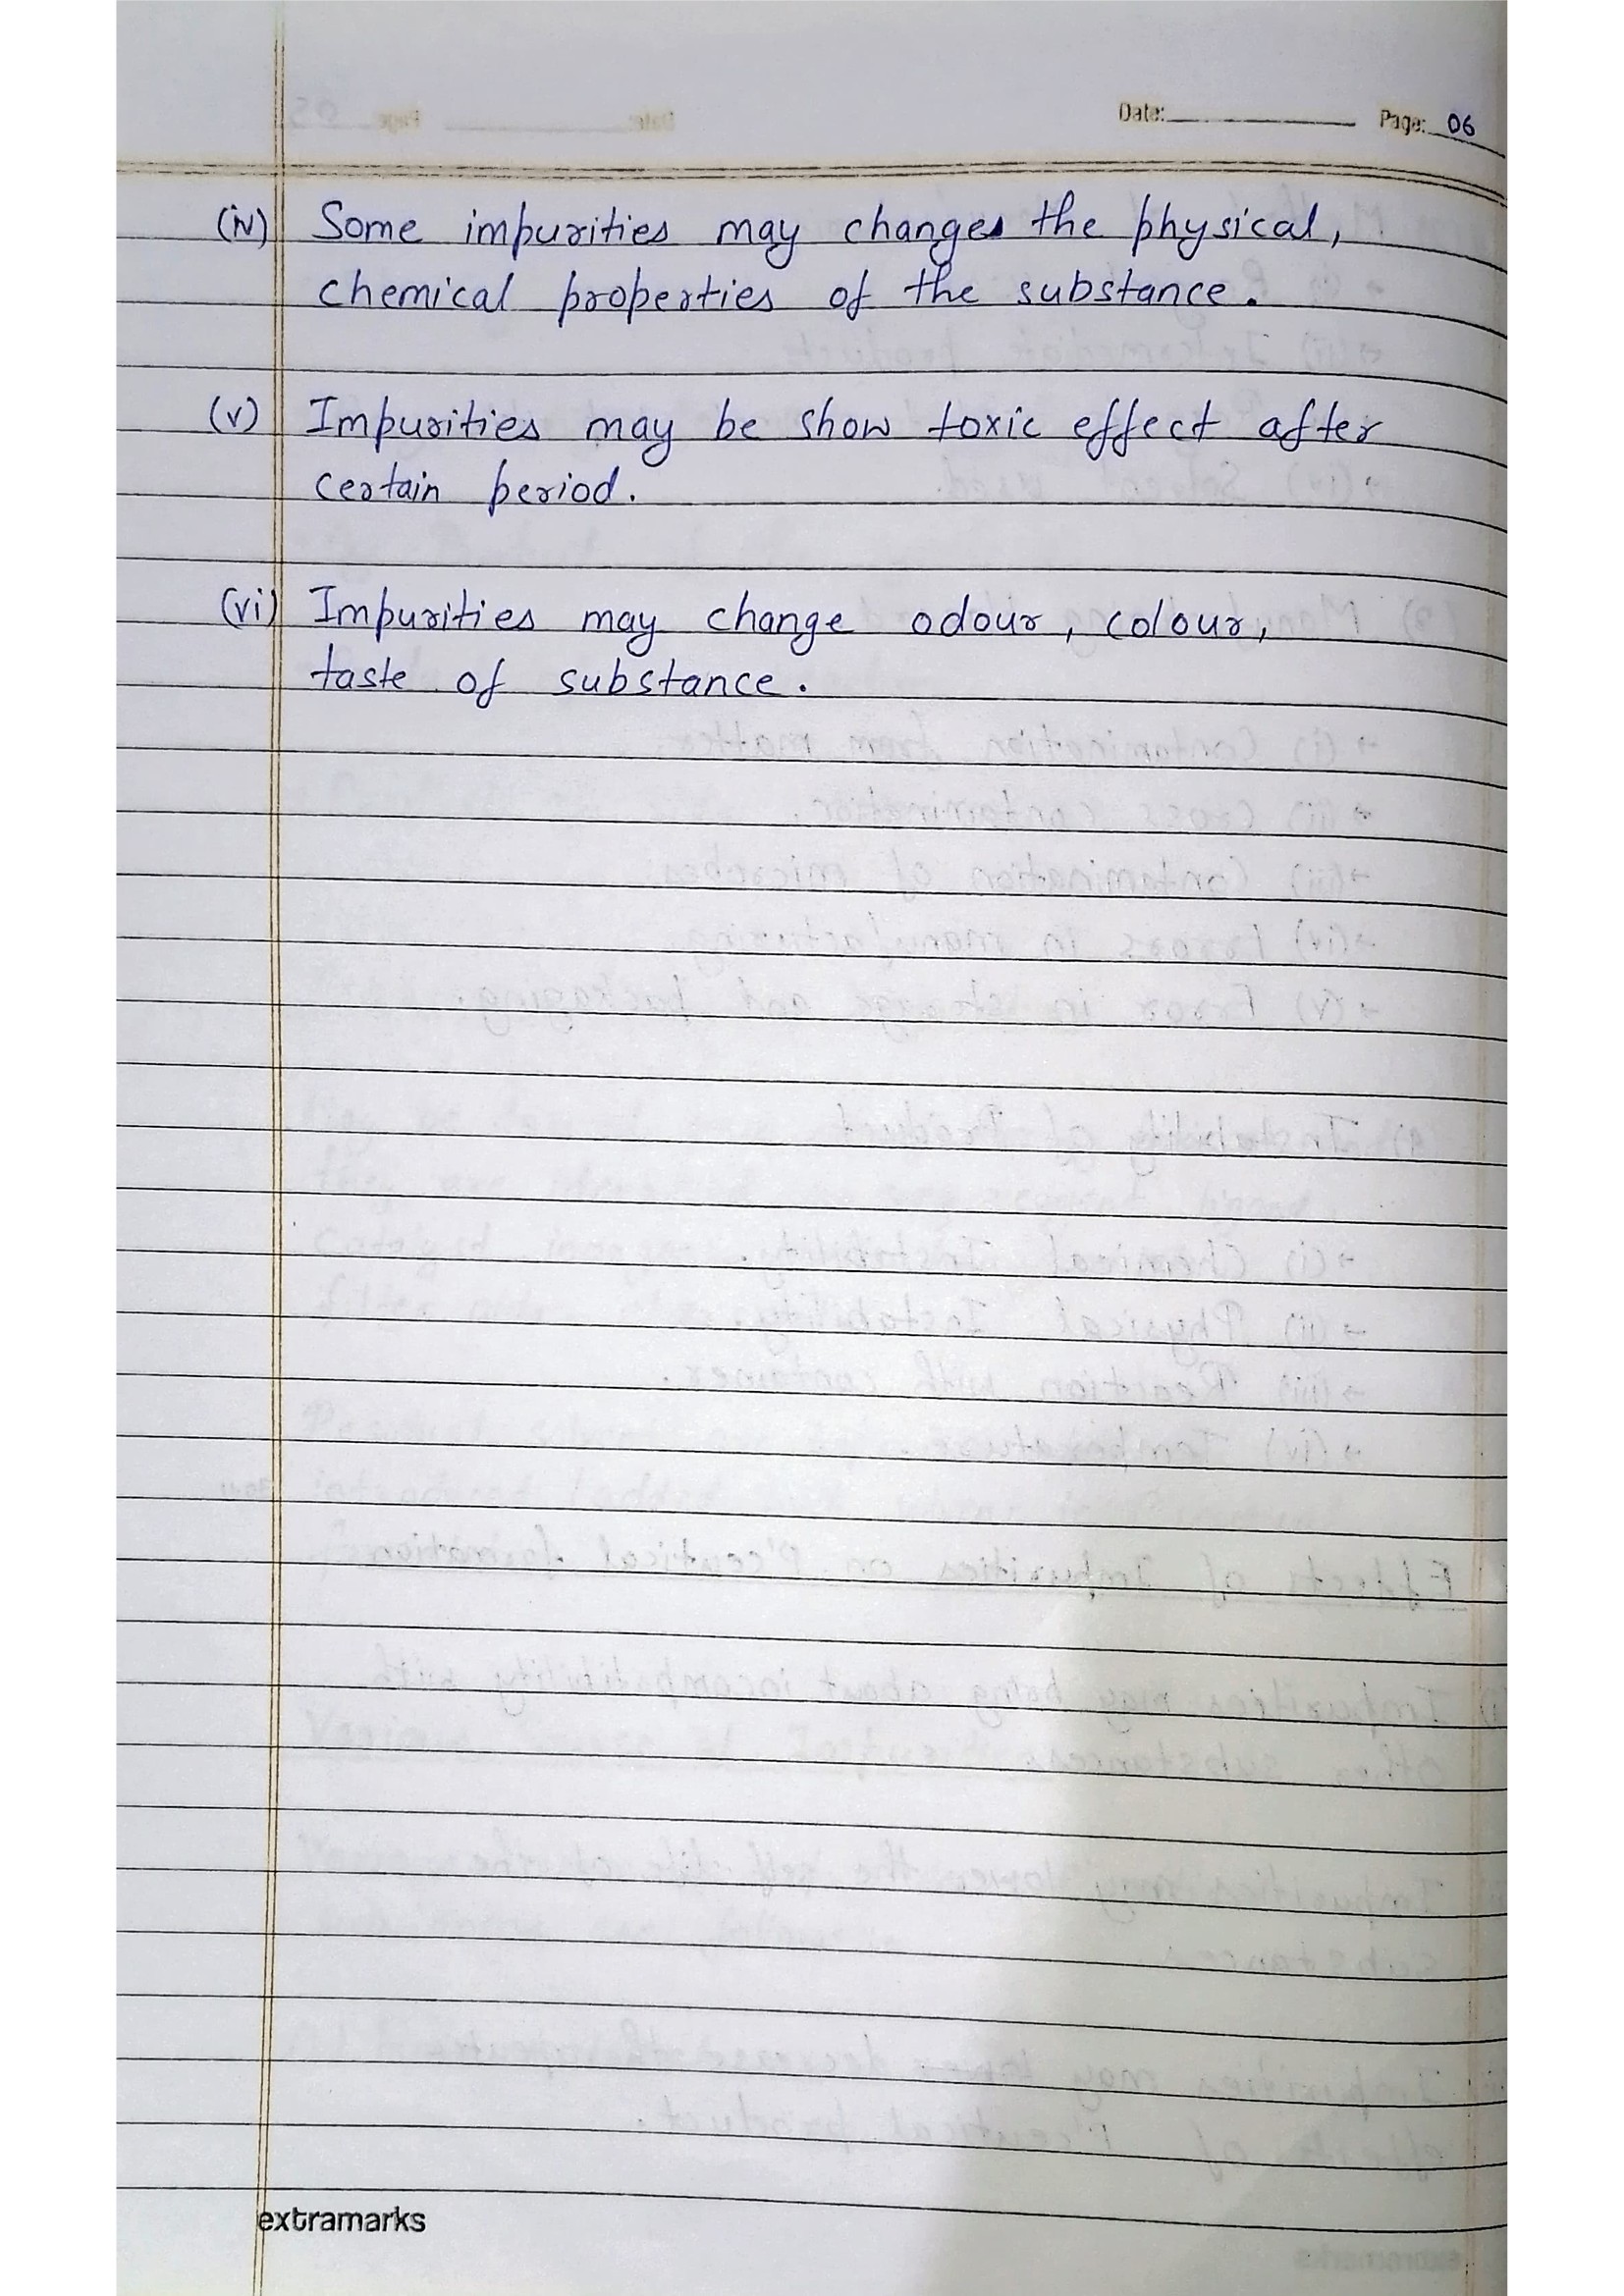 Date: Page: 06
(iv) Some impurities may changes the physical,
chemical properties of the substance.
(v) Impurities may be show toxic effect after
certain period.
(vi) Impurities may change odour, colour,
taste of substance.
extramarks